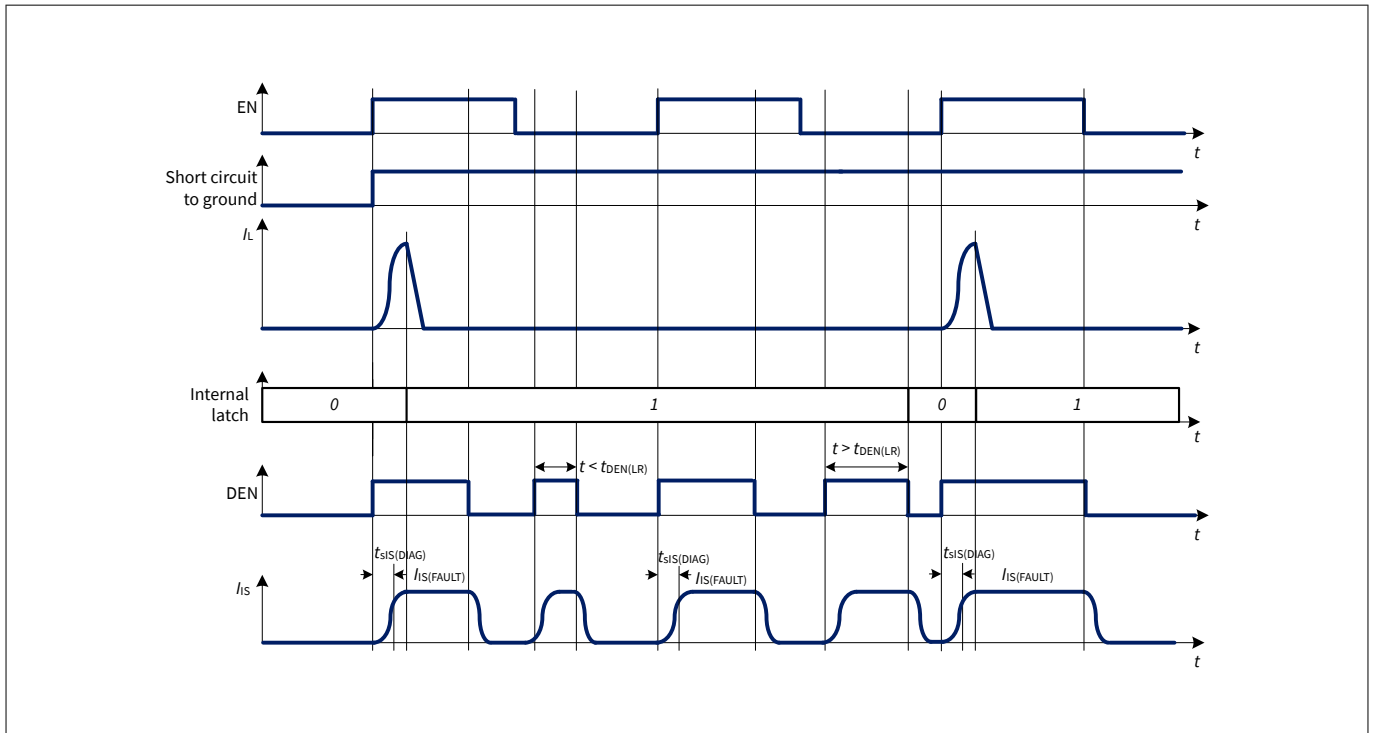 EN
t
Short circuit
to ground
t
IL
t
Internal
latch
0
1
0
1
t
t < tDEN(LR)
t > tDEN(LR)
DEN
t
tsIS(DIAG)
IIS(FAULT)
tsIS(DIAG)
IIS(FAULT)
tsIS(DIAG)
IIS(FAULT)
IIS
t